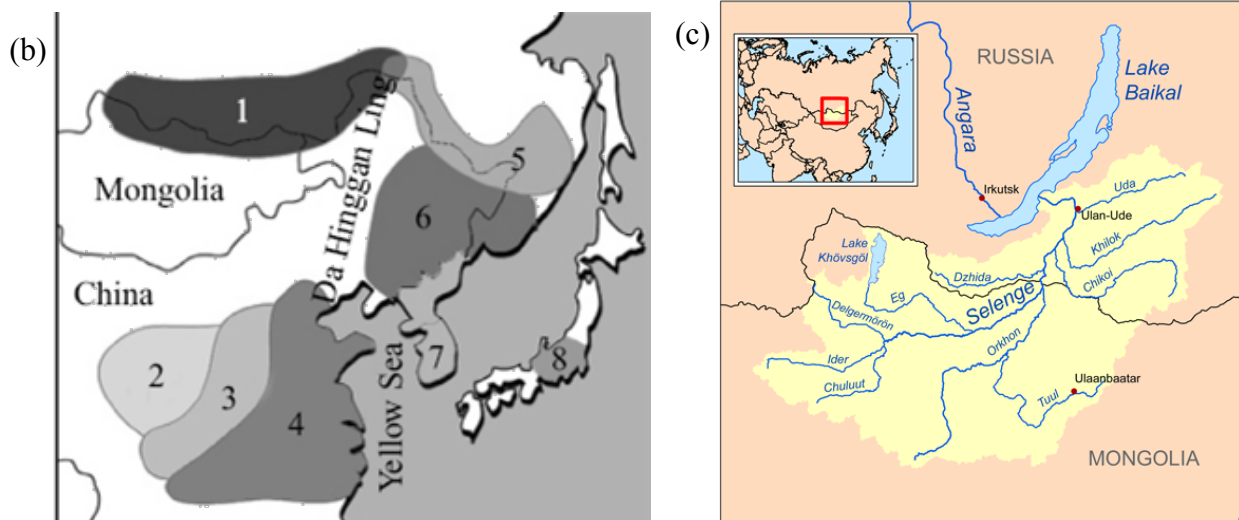 (b)
1
Mongolia
China
Da Hinggan Ling
5
6
2
3
4
7
8
Yellow Sea
(c)
RUSSIA
Lake
Baikal
Angara
Irkutsk
Uda
Ulan-Ude
Khilok
Chikoi
Lake
Khövsgöl
Dzhida
Selenge
Eg
Delgermörön
Orkhon
Ider
Chuluut
Ulaanbaatar
Tuul
MONGOLIA